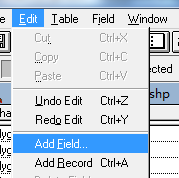 Edit Table Field Window
Cut Ctrl+X
Copy Ctrl+C
Paste Ctrl+V
ected
shp
Undo Edit Ctrl+Z
Redo Edit Ctrl+Y
Add Field...
Add Record Ctrl+A